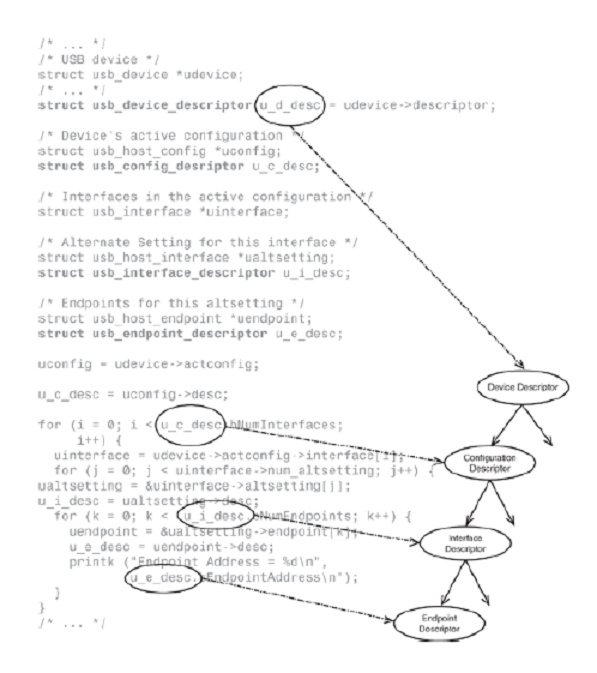 /* ... */
/* USB device */
struct usb_device *udevice;
/* ... */
struct usb_device_descriptor u_d_desc = udevice->descriptor;
/* Device's active configuration */
struct usb_host_config *uconfig;
struct usb_config_desriptor u_c_desc;
/* Interfaces in the active configuration */
struct usb_interface *uinterface;
/* Alternate Setting for this interface */
struct usb_host_interface *ualtsetting;
struct usb_interface_descriptor u_i_desc;
/* Endpoints for this altsetting */
struct usb_host_endpoint *uendpoint;
struct usb_endpoint_descriptor u_e_desc;
uconfig = udevice->actconfig;
u_c_desc = uconfig->desc;
for (i = 0; i < u_c_desc.bNumInterfaces;
i++) {
uinterface = udevice->actconfig->interface[i];
for (j = 0; j < uinterface->num_altsetting; j++) {
ualtsetting = &uinterface->altsetting[j];
u_i_desc = ualtsetting->desc;
for (k = 0; k < u_i_desc.bNumEndpoints; k++) {
uendpoint = &ualtsetting->endpoint[k];
u_e_desc = uendpoint->desc;
printk ("Endpoint Address = %d\n",
u_e_desc.bEndpointAddress\n");
}
}
/* ... */
Device Descriptor
Configuration
Descriptor
Interface
Descriptor
Endpoint
Descriptor